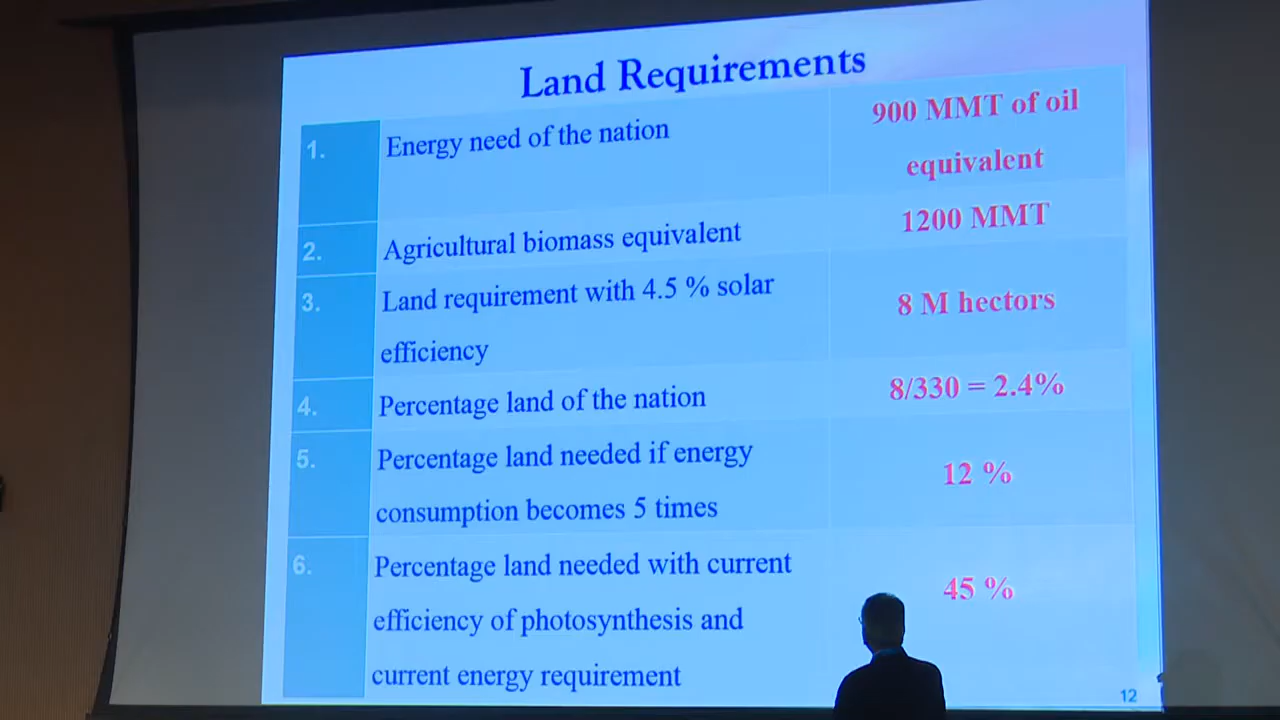 Land Requirements
1. Energy need of the nation 900 MMT of oil
equivalent
2. Agricultural biomass equivalent 1200 MMT
3. Land requirement with 4.5 % solar
efficiency 8 M hectors
4. Percentage land of the nation 8/330 = 2.4%
5. Percentage land needed if energy
consumption becomes 5 times 12 %
6. Percentage land needed with current
efficiency of photosynthesis and
current energy requirement 45 %
12